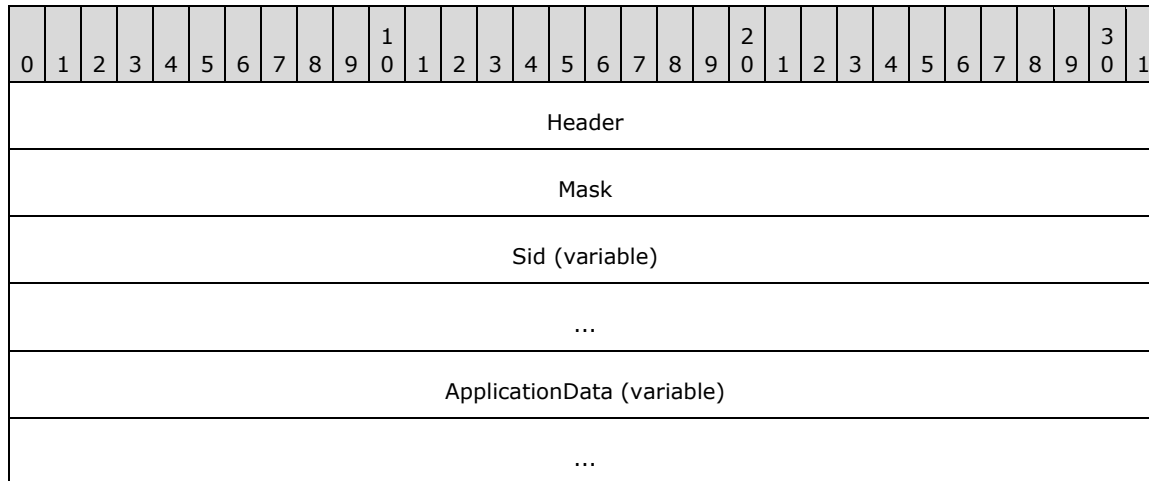 1 2 3
0 1 2 3 4 5 6 7 8 9 0 1 2 3 4 5 6 7 8 9 0 1 2 3 4 5 6 7 8 9 0 1
Header
Mask
Sid (variable)
...
ApplicationData (variable)
...